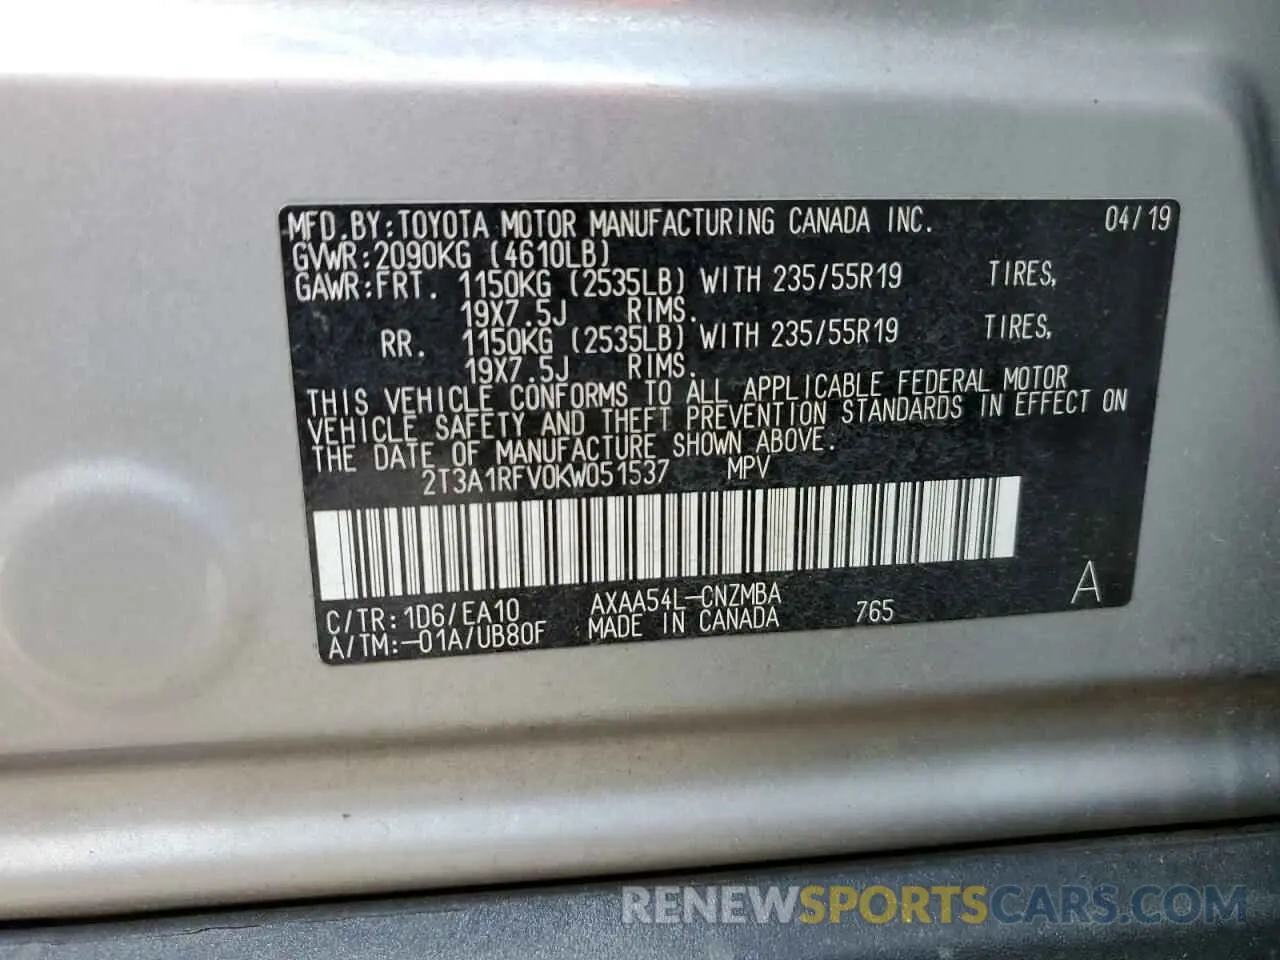 MFD.BY:TOYOTA MOTOR MANUFACTURING CANADA INC. 04/19
GVWR:2090KG (4610LB)
GAWR:FRT. 1150KG (2535LB) WITH 235/55R19 TIRES,
19X7.5J RIMS.
RR. 1150KG (2535LB) WITH 235/55R19 TIRES,
19X7.5J RIMS.
THIS VEHICLE CONFORMS TO ALL APPLICABLE FEDERAL MOTOR
VEHICLE SAFETY AND THEFT PREVENTION STANDARDS IN EFFECT ON
THE DATE OF MANUFACTURE SHOWN ABOVE.
2T3A1RFV0KW051537 MPV
C/TR:1D6/EA10 AXAA54L-CNZMBA
A/TM:-01A/UB80F MADE IN CANADA 765 A
RENEWSPORTSCARS.COM